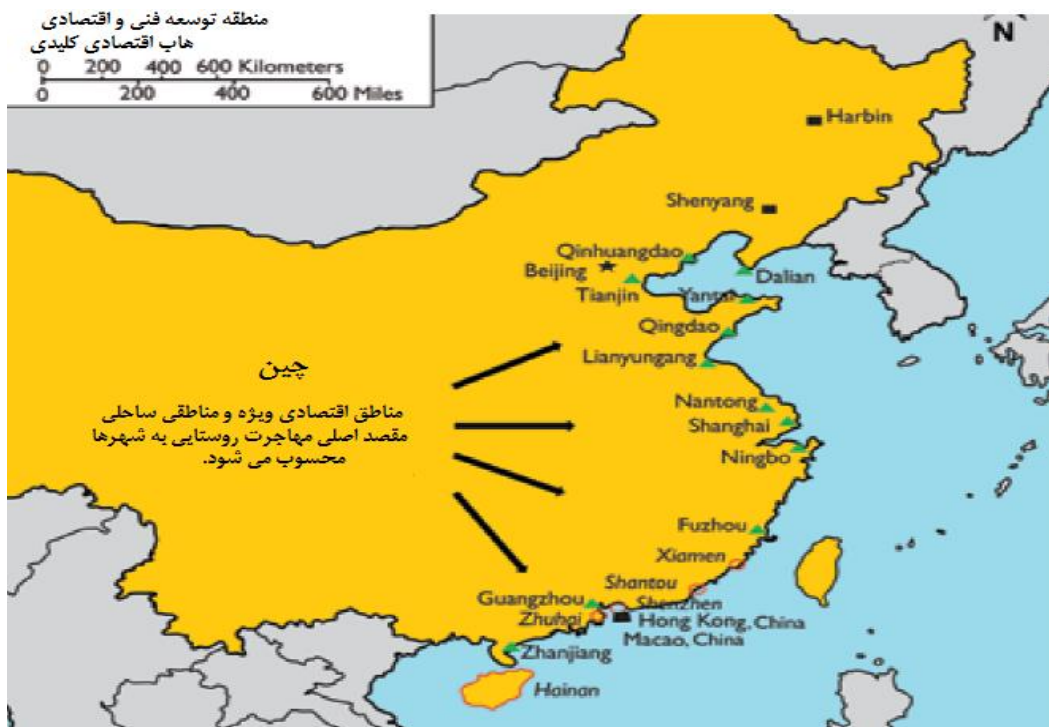 منطقه توسعه فنی و اقتصادی
هاب اقتصادی کلیدی
0 200 400 600 Kilometers
0 200 400 600 Miles
N
Harbin
Shenyang
Qinhuangdao
Beijing
Dalian
Tianjin
Yantai
Qingdao
Lianyungang
چین
مناطق اقتصادی ویژه و مناطقی ساحلی
مقصد اصلی مهاجرت روستایی به شهرها
محسوب می شود.
Nantong
Shanghai
Ningbo
Fuzhou
Xiamen
Shantou
Guangzhou
Shenzhen
Zhuhai
Hong Kong, China
Macao, China
Zhanjiang
Hainan